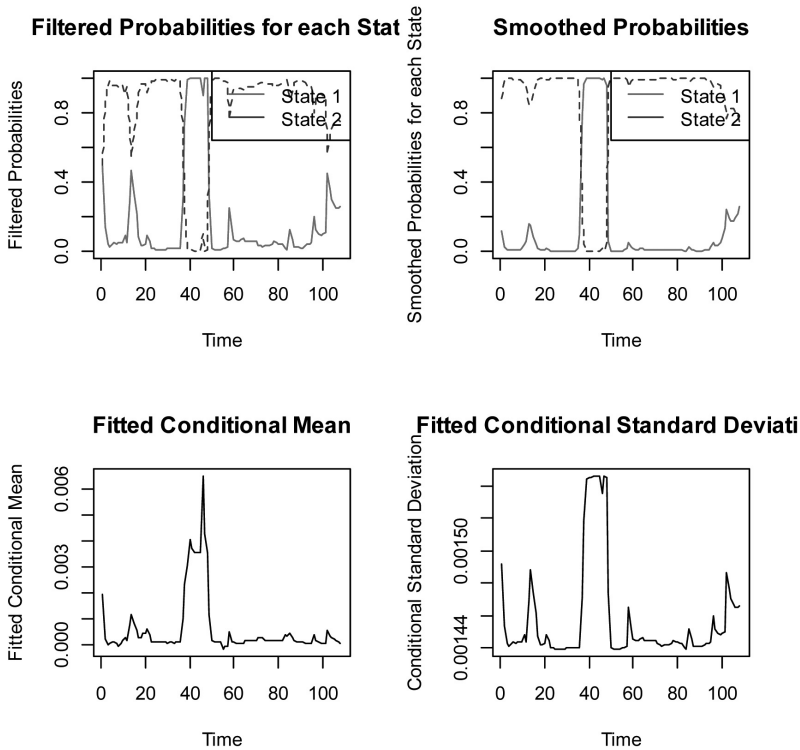 Filtered Probabilities for each Stat
Filtered Probabilities
0.8
0.4
0.0
State 1
State 2
0 20 40 60 80 100
Time
Smoothed Probabilities
Smoothed Probabilities for each State
0.8
0.4
0.0
State 1
State 2
0 20 40 60 80 100
Time
Fitted Conditional Mean
Fitted Conditional Mean
0.006
0.003
0.000
0 20 40 60 80 100
Time
Fitted Conditional Standard Deviati
Conditional Standard Deviation
0.00150
0.00144
0 20 40 60 80 100
Time